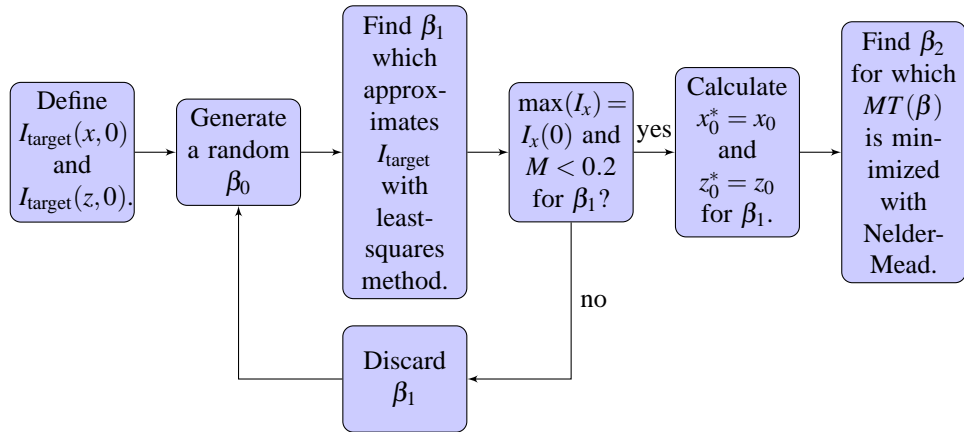 Define
I_target(x,0)
and
I_target(z,0).
Generate
a random
β_0
Find β_1
which
approx-
imates
I_target
with
least-
squares
method.
max(I_x) =
I_x(0) and
M < 0.2
for β_1?
yes
no
Discard
β_1
Calculate
x_0^* = x_0
and
z_0^* = z_0
for β_1.
Find β_2
for which
MT(β)
is min-
imized
with
Nelder-
Mead.